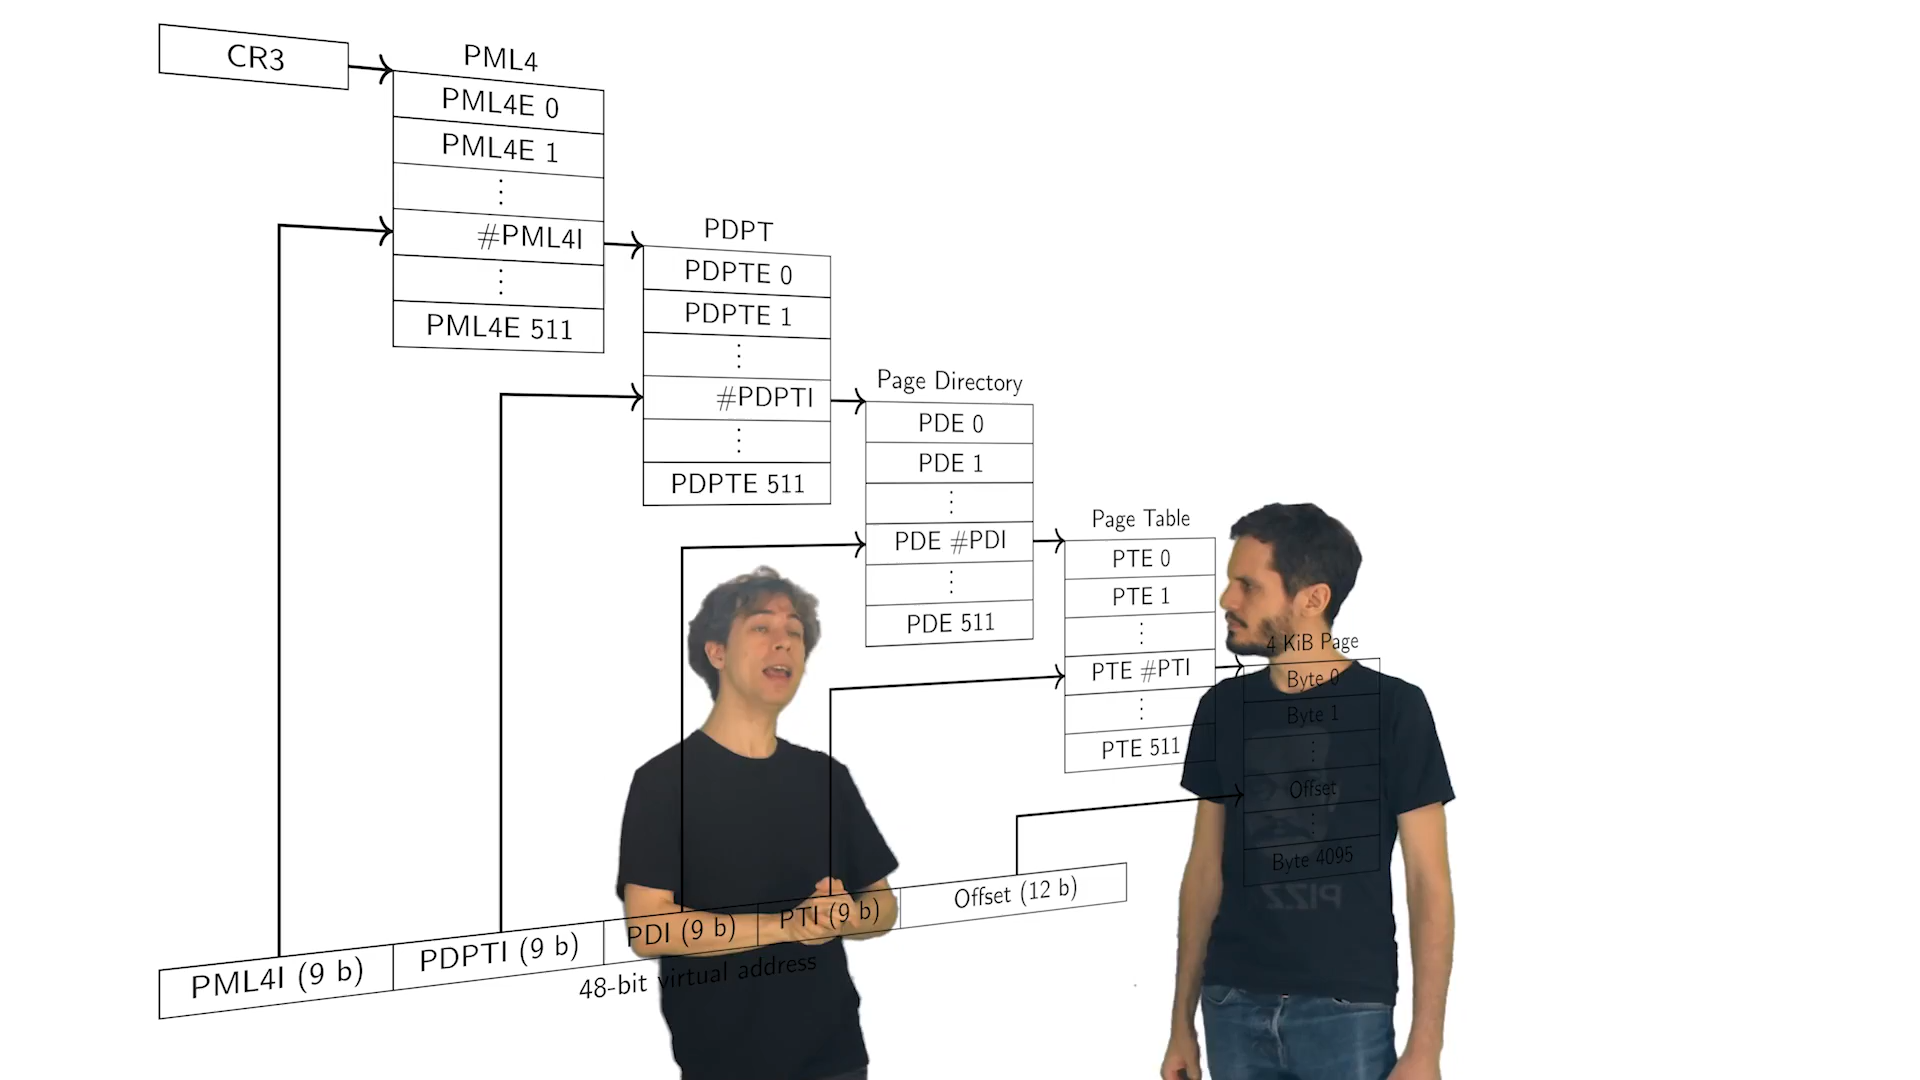 CR3
PML4
PML4E 0
PML4E 1
⋮
#PML4I
⋮
PML4E 511
PDPT
PDPTE 0
PDPTE 1
⋮
#PDPTI
⋮
PDPTE 511
Page Directory
PDE 0
PDE 1
⋮
PDE #PDI
⋮
PDE 511
Page Table
PTE 0
PTE 1
⋮
PTE #PTI
⋮
PTE 511
4 KiB Page
Byte 0
Byte 1
⋮
Offset
⋮
Byte 4095
PIZZ
PML4I (9 b)
PDPTI (9 b)
PDI (9 b)
PTI (9 b)
Offset (12 b)
48-bit virtual address